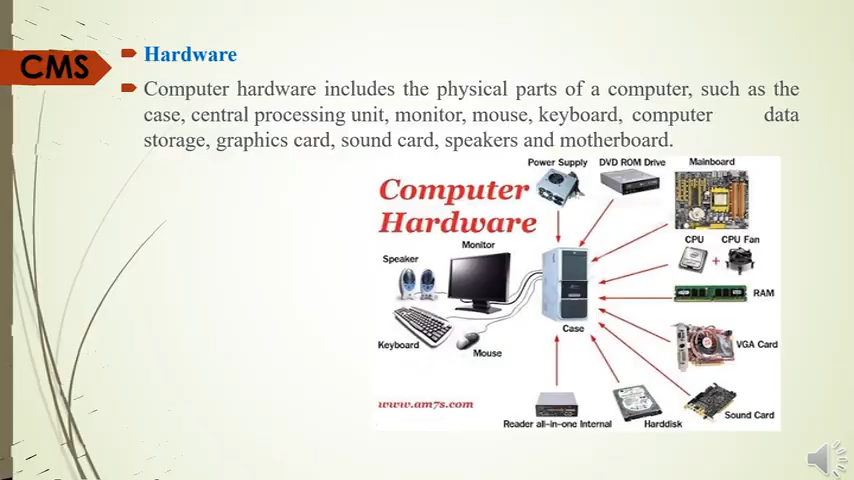 Hardware
CMS
Computer hardware includes the physical parts of a computer, such as the
case, central processing unit, monitor, mouse, keyboard, computer data
storage, graphics card, sound card, speakers and motherboard.
Power Supply
DVD ROM Drive
Mainboard
Computer
Hardware
CPU
CPU Fan
+
Monitor
Speaker
RAM
Case
Keyboard
Mouse
VGA Card
www.am7s.com
Reader all-in-one Internal
Harddisk
Sound Card